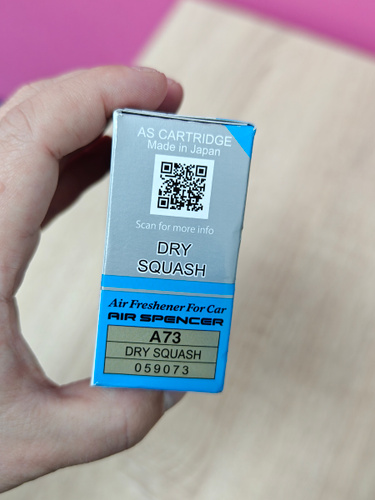 AS CARTRIDGE
Made in Japan
Scan for more info
DRY
SQUASH
Air Freshener For Car
AIR SPENCER
A73
DRY SQUASH
059073